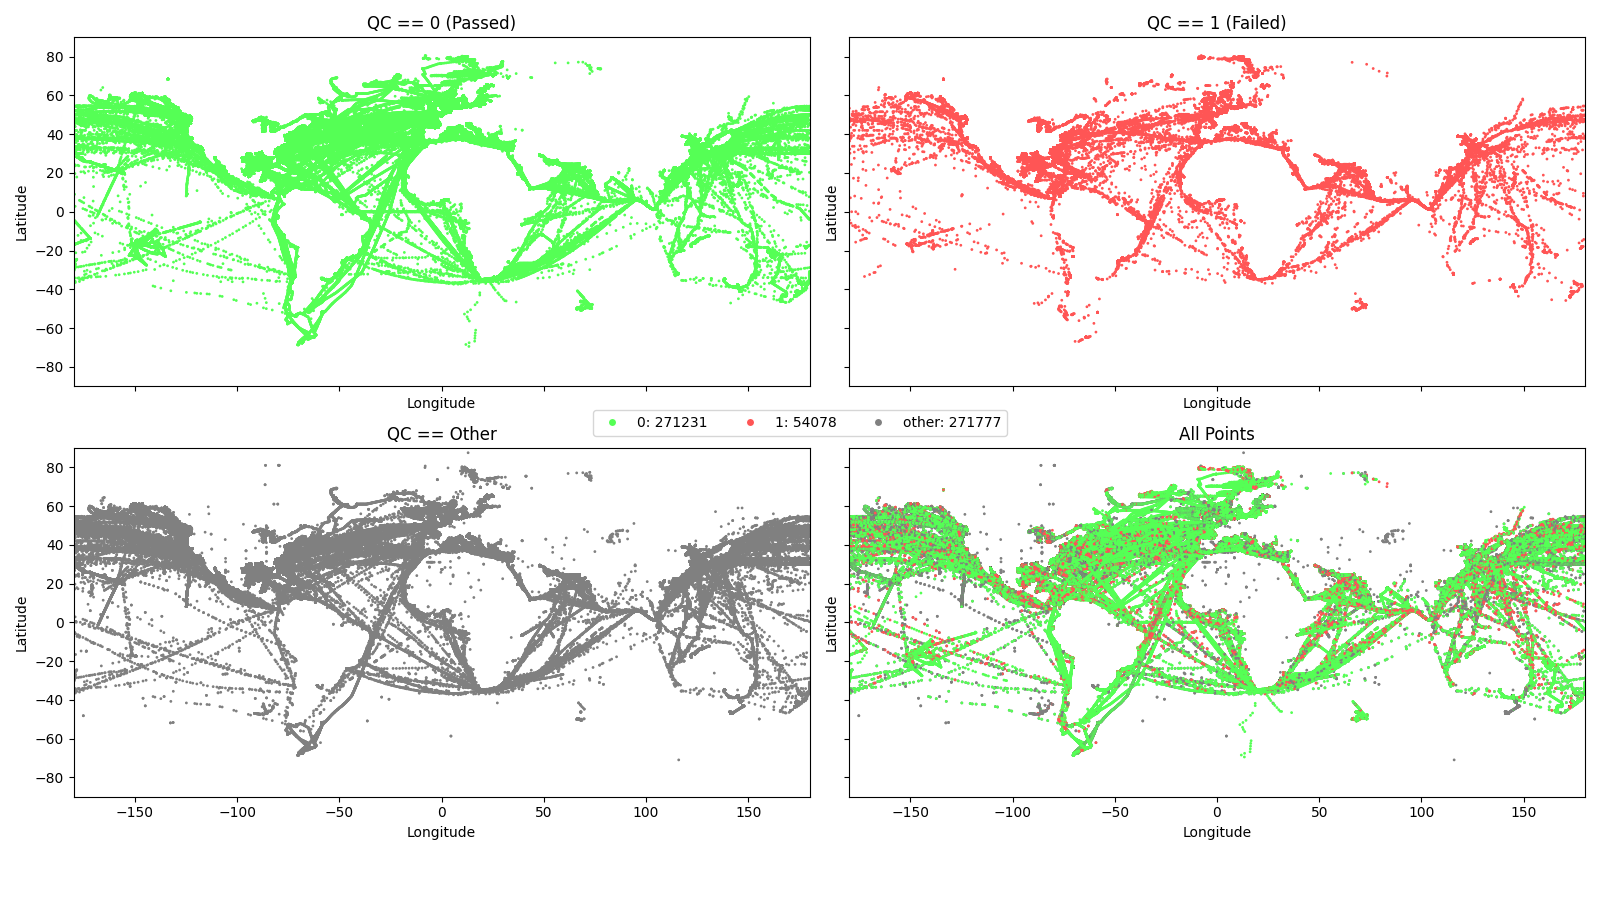 QC == 0 (Passed)
QC == 1 (Failed)
80
60
40
20
0
−20
−40
−60
−80
Latitude
Latitude
Longitude
Longitude
0: 271231 1: 54078 other: 271777
QC == Other
All Points
80
60
40
20
0
−20
−40
−60
−80
Latitude
Latitude
−150 −100 −50 0 50 100 150
−150 −100 −50 0 50 100 150
Longitude
Longitude